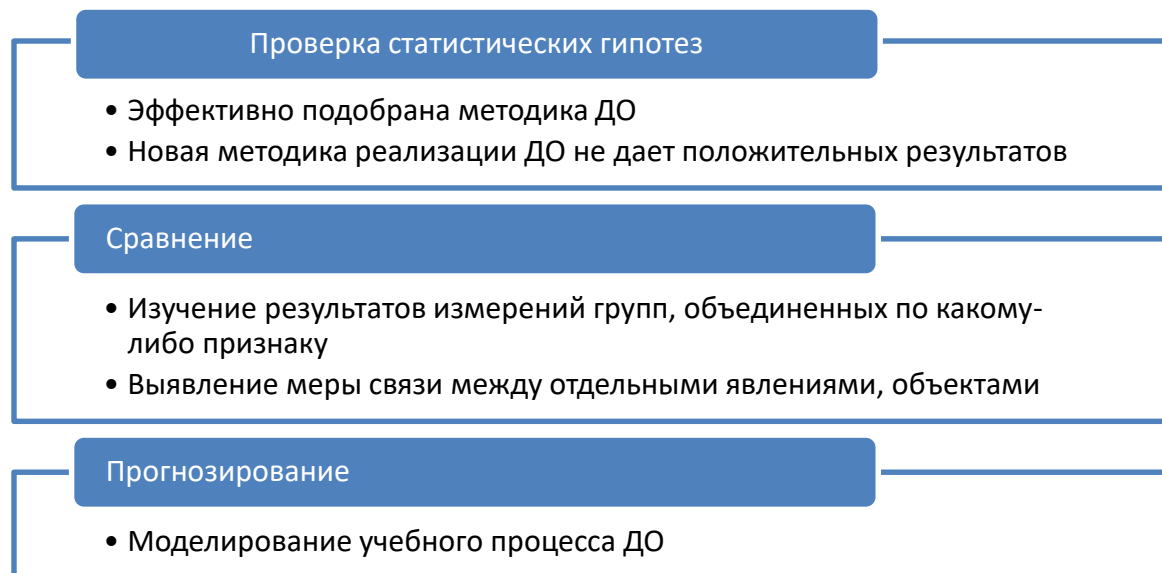 Проверка статистических гипотез
• Эффективно подобрана методика ДО
• Новая методика реализации ДО не дает положительных результатов
Сравнение
• Изучение результатов измерений групп, объединенных по какому-
либо признаку
• Выявление меры связи между отдельными явлениями, объектами
Прогнозирование
• Моделирование учебного процесса ДО